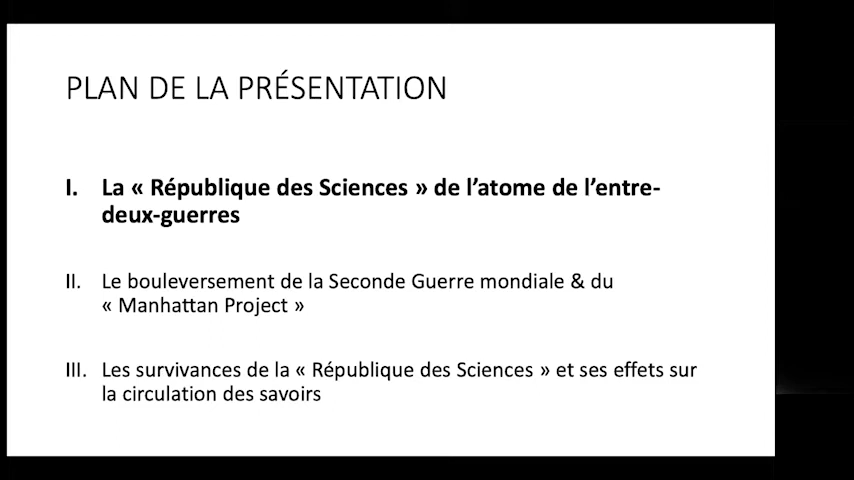 PLAN DE LA PRÉSENTATION
I. La « République des Sciences » de l’atome de l’entre-
deux-guerres
II. Le bouleversement de la Seconde Guerre mondiale & du
« Manhattan Project »
III. Les survivances de la « République des Sciences » et ses effets sur
la circulation des savoirs